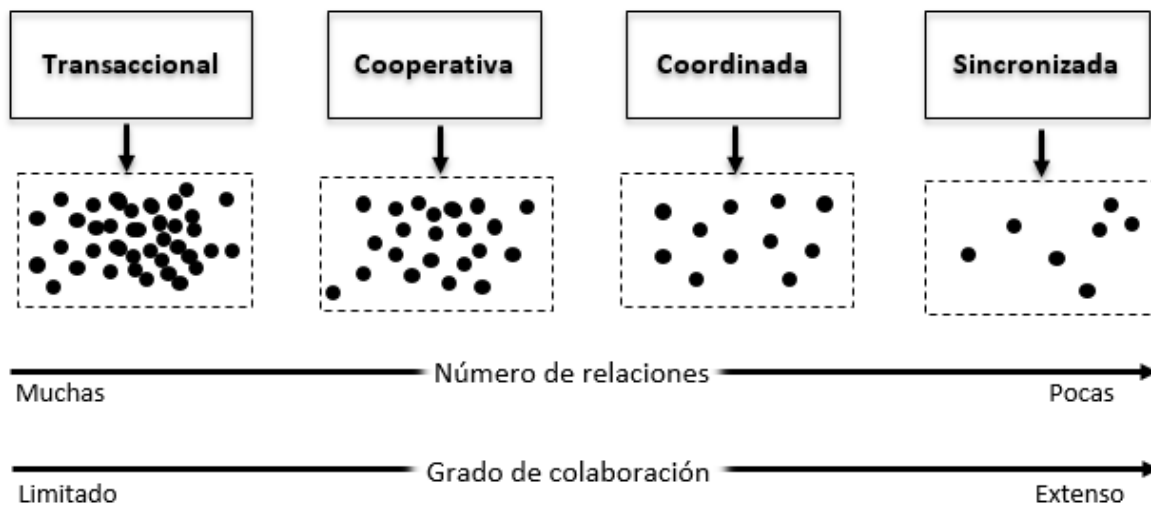 Transaccional
Cooperativa
Coordinada
Sincronizada
Número de relaciones
Muchas
Pocas
Grado de colaboración
Limitado
Extenso